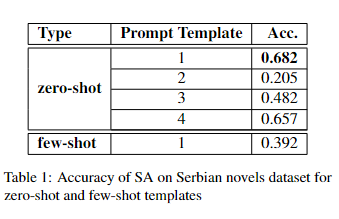 Type Prompt Template Acc.
zero-shot 1 0.682
2 0.205
3 0.482
4 0.657
few-shot 1 0.392
Table 1: Accuracy of SA on Serbian novels dataset for
zero-shot and few-shot templates